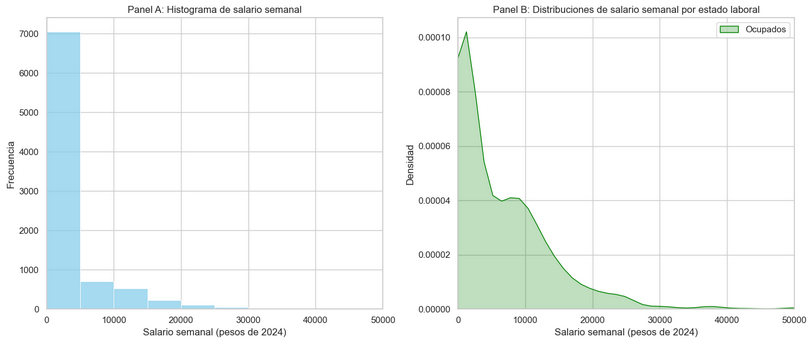 Panel A: Histograma de salario semanal
7000
6000
5000
4000
3000
2000
1000
0
Frecuencia
0 10000 20000 30000 40000 50000
Salario semanal (pesos de 2024)
Panel B: Distribuciones de salario semanal por estado laboral
Ocupados
0.00010
0.00008
0.00006
0.00004
0.00002
0.00000
Densidad
0 10000 20000 30000 40000 50000
Salario semanal (pesos de 2024)